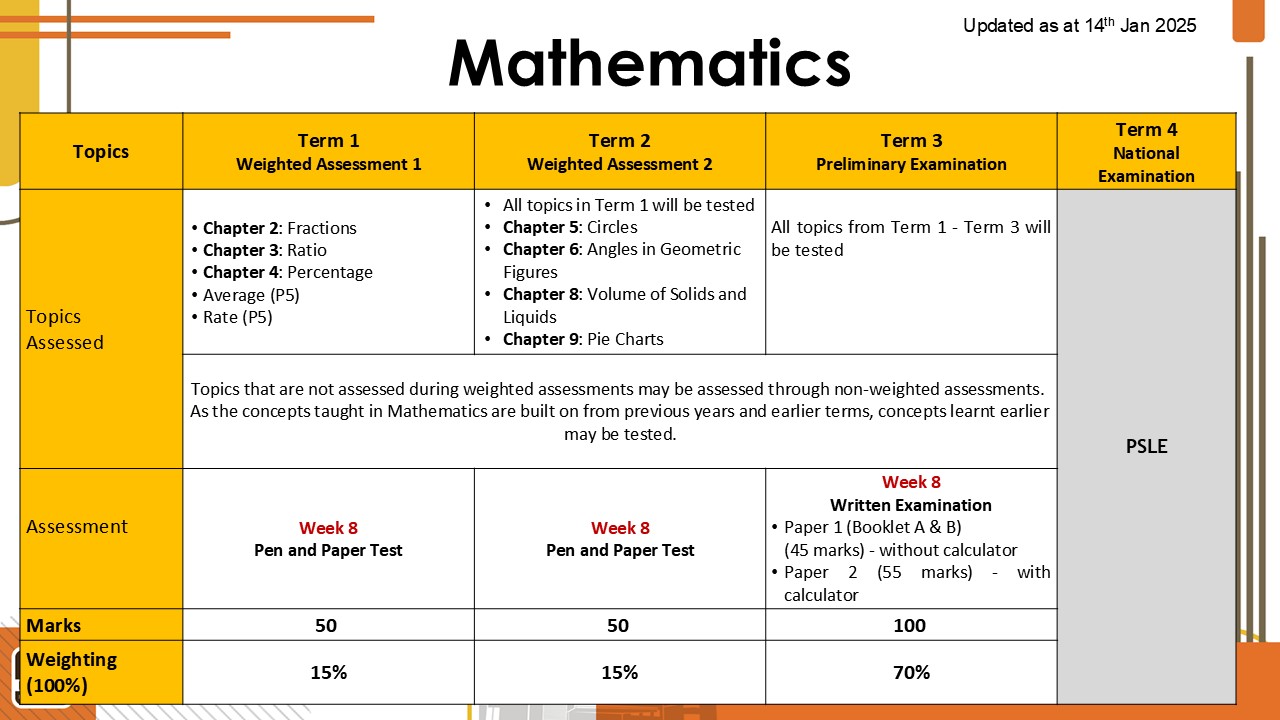 Updated as at 14th Jan 2025
Mathematics
Topics
Term 1
Weighted Assessment 1
Term 2
Weighted Assessment 2
Term 3
Preliminary Examination
Term 4
National
Examination
Topics
Assessed
• Chapter 2: Fractions
• Chapter 3: Ratio
• Chapter 4: Percentage
• Average (P5)
• Rate (P5)
• All topics in Term 1 will be tested
• Chapter 5: Circles
• Chapter 6: Angles in Geometric
Figures
• Chapter 8: Volume of Solids and
Liquids
• Chapter 9: Pie Charts
All topics from Term 1 - Term 3 will
be tested
Topics that are not assessed during weighted assessments may be assessed through non-weighted assessments.
As the concepts taught in Mathematics are built on from previous years and earlier terms, concepts learnt earlier
may be tested.
PSLE
Assessment
Week 8
Pen and Paper Test
Week 8
Pen and Paper Test
Week 8
Written Examination
• Paper 1 (Booklet A & B)
(45 marks) - without calculator
• Paper 2 (55 marks) - with
calculator
Marks
50
50
100
Weighting
(100%)
15%
15%
70%